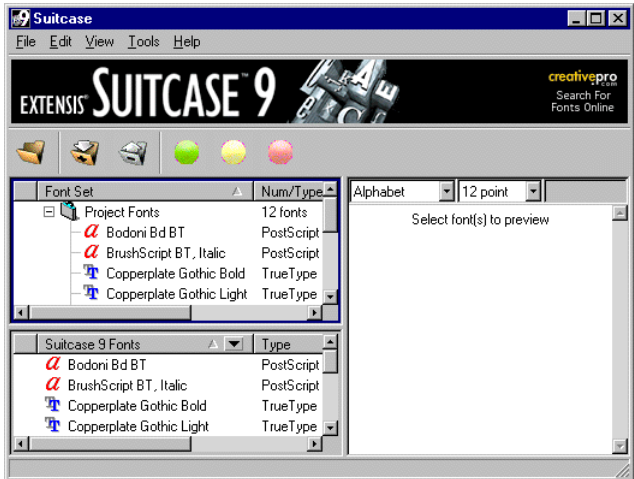 Suitcase
File Edit View Tools Help
EXTENSIS™ SUITCASE™ 9
creativepro
.com
Search For
Fonts Online
Font Set Num/Type
Project Fonts 12 fonts
Bodoni Bd BT PostScript
BrushScript BT, Italic PostScript
Copperplate Gothic Bold TrueType
Copperplate Gothic Light TrueType
Suitcase 9 Fonts Type
Bodoni Bd BT PostScript
BrushScript BT, Italic PostScript
Copperplate Gothic Bold TrueType
Copperplate Gothic Light TrueType
Alphabet 12 point
Select font(s) to preview